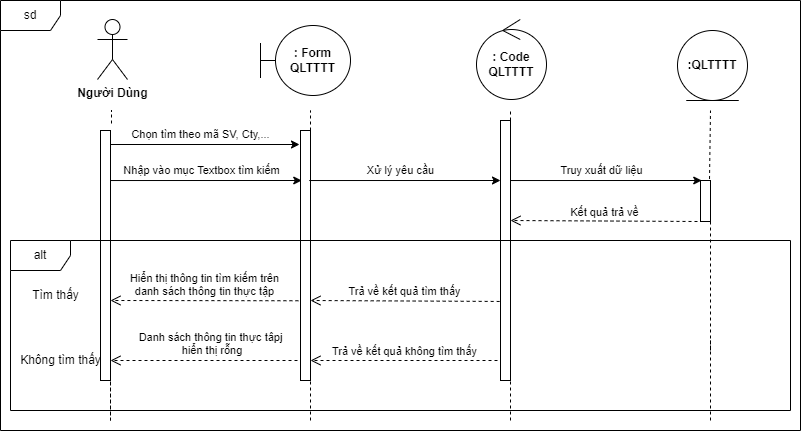 sd
Người Dùng
: Form
QLTTTT
: Code
QLTTTT
:QLTTTT
Chọn tìm theo mã SV, Cty,...
Nhập vào mục Textbox tìm kiếm
Xử lý yêu cầu
Truy xuất dữ liệu
Kết quả trả về
alt
Tìm thấy
Hiển thị thông tin tìm kiếm trên
danh sách thông tin thực tập
Trả về kết quả tìm thấy
Không tìm thấy
Danh sách thông tin thực tâpj
hiển thị rỗng
Trả về kết quả không tìm thấy